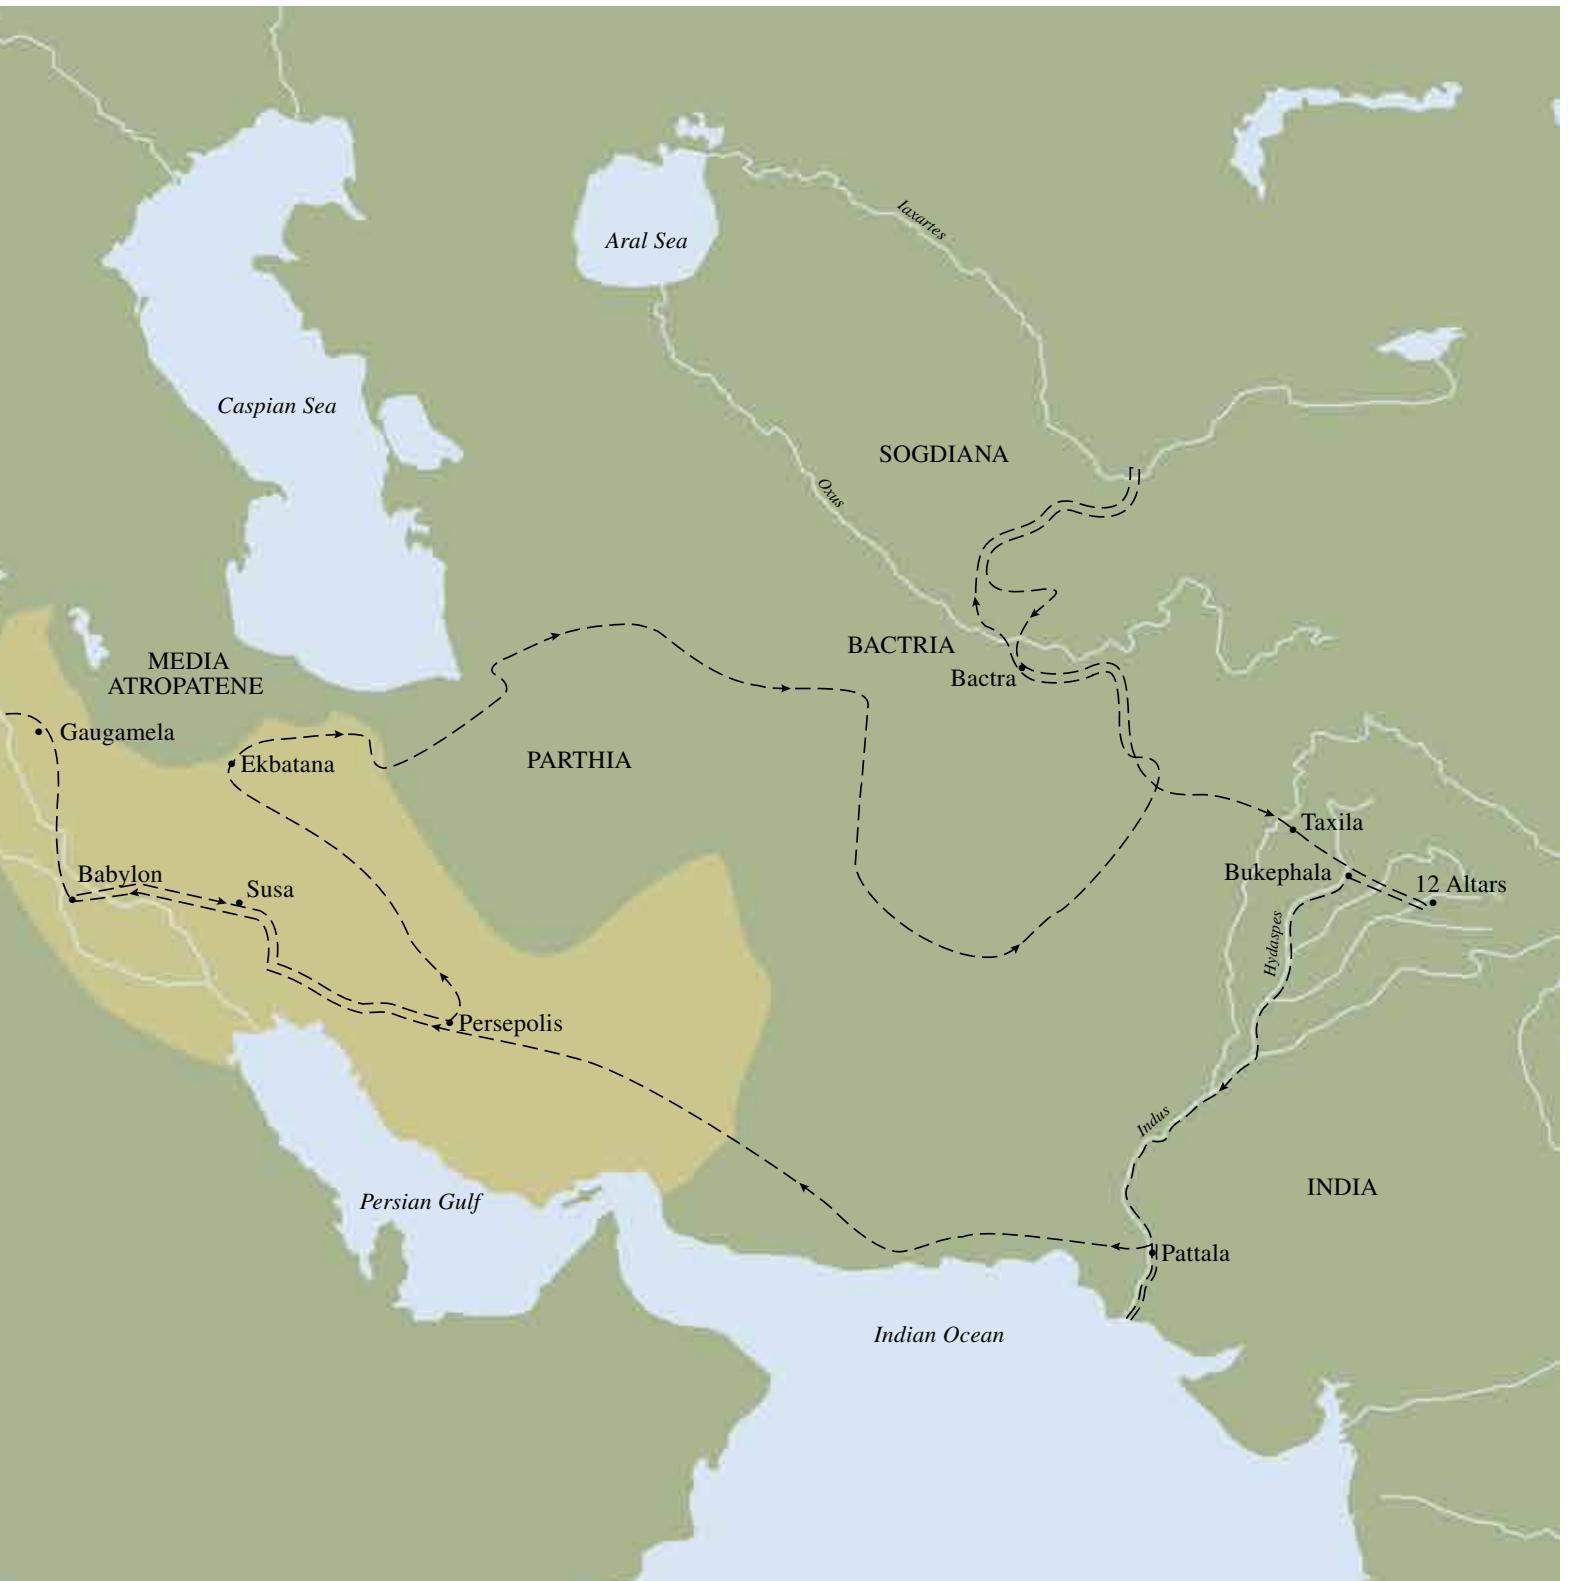 Iaxartes
Aral Sea
Caspian Sea
SOGDIANA
Oxus
BACTRIA
Bactra
MEDIA
ATROPATENE
Gaugamela
Ekbatana
PARTHIA
Taxila
Bukephala
12 Altars
Babylon
Susa
Hydaspes
Persepolis
Indus
INDIA
Persian Gulf
Pattala
Indian Ocean